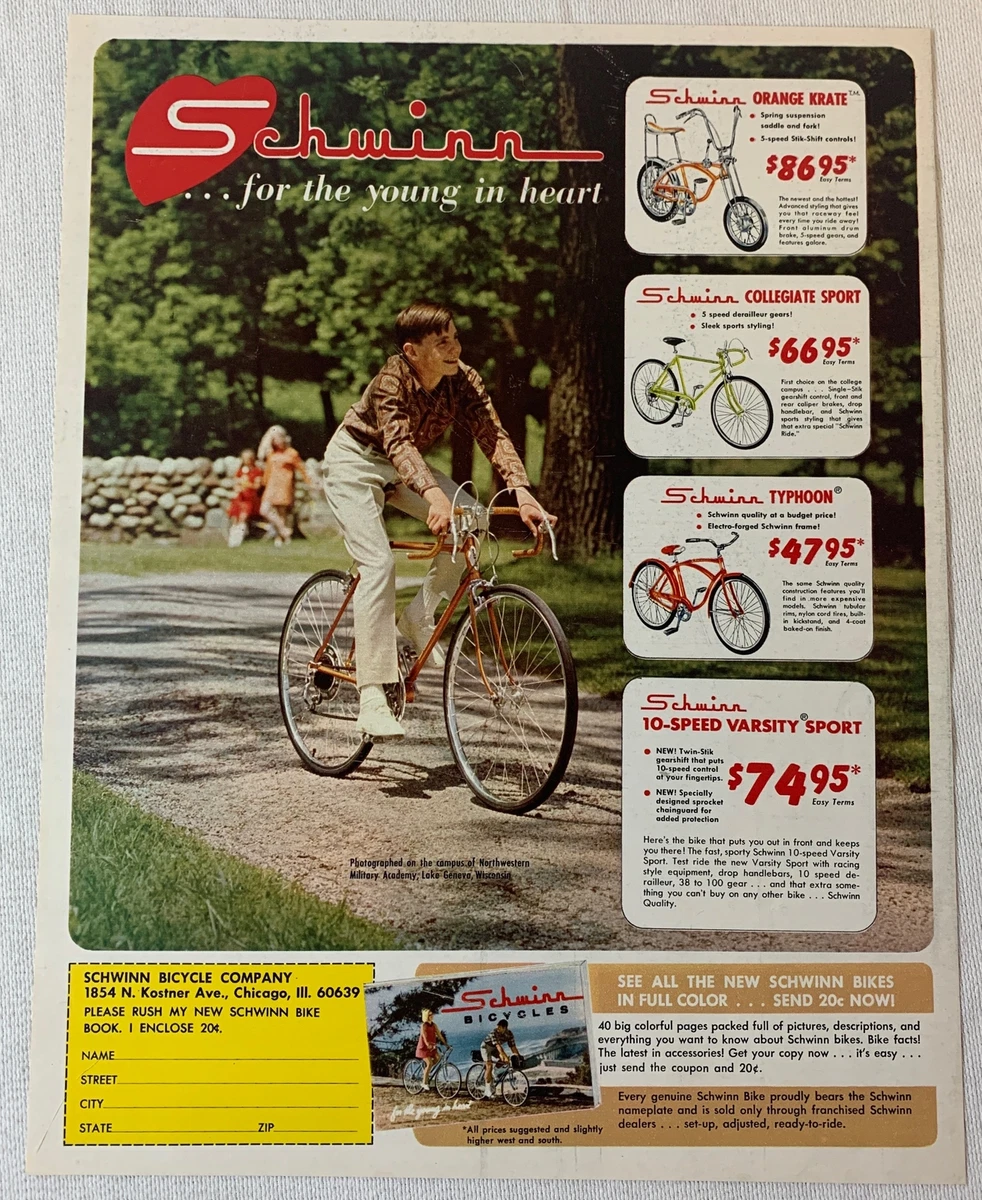 Schwinn
...for the young in heart
Schwinn ORANGE KRATE T.M.
• Spring suspension
saddle and fork!
• 5-speed Stik-Shift controls!
$86 95*
Easy Terms
The newest and the hottest!
Advanced styling that gives
you that raceway feel
every time you ride away!
Front aluminum drum
brake, 5-speed gears, and
features galore.
Schwinn COLLEGIATE SPORT
• 5 speed derailleur gears!
• Sleek sports styling!
$66 95*
Easy Terms
First choice on the college
campus . . . Single-Stik
gearshift control, front and
rear caliper brakes, drop
handlebar, and Schwinn
sports styling that gives
that extra special "Schwinn
Ride."
Schwinn TYPHOON®
• Schwinn quality at a budget price!
• Electro-forged Schwinn frame!
$47 95*
Easy Terms
The same Schwinn quality
construction features you'll
find in more expensive
models. Schwinn tubular
rims, nylon cord tires, built-
in kickstand, and 4-coat
baked-on finish.
Schwinn
10-SPEED VARSITY® SPORT
• NEW! Twin-Stik
gearshift that puts
10-speed control
at your fingertips.
• NEW! Specially
designed sprocket
chainguard for
added protection
$74 95*
Easy Terms
Here's the bike that puts you out in front and keeps
you there! The fast, sporty Schwinn 10-speed Varsity
Sport. Test ride the new Varsity Sport with racing
style equipment, drop handlebars, 10 speed de-
railleur, 38 to 100 gear . . . and that extra some-
thing you can't buy on any other bike . . . Schwinn
Quality.
Photographed on the campus of Northwestern
Military Academy, Lake Geneva, Wisconsin
SCHWINN BICYCLE COMPANY
1854 N. Kostner Ave., Chicago, Ill. 60639
PLEASE RUSH MY NEW SCHWINN BIKE
BOOK. I ENCLOSE 20¢.
NAME
STREET
CITY
STATE ZIP
Schwinn
BICYCLES
for the young in heart
*All prices suggested and slightly
higher west and south.
SEE ALL THE NEW SCHWINN BIKES
IN FULL COLOR . . . SEND 20c NOW!
40 big colorful pages packed full of pictures, descriptions, and
everything you want to know about Schwinn bikes. Bike facts!
The latest in accessories! Get your copy now . . . it's easy . . .
just send the coupon and 20¢.
Every genuine Schwinn Bike proudly bears the Schwinn
nameplate and is sold only through franchised Schwinn
dealers . . . set-up, adjusted, ready-to-ride.